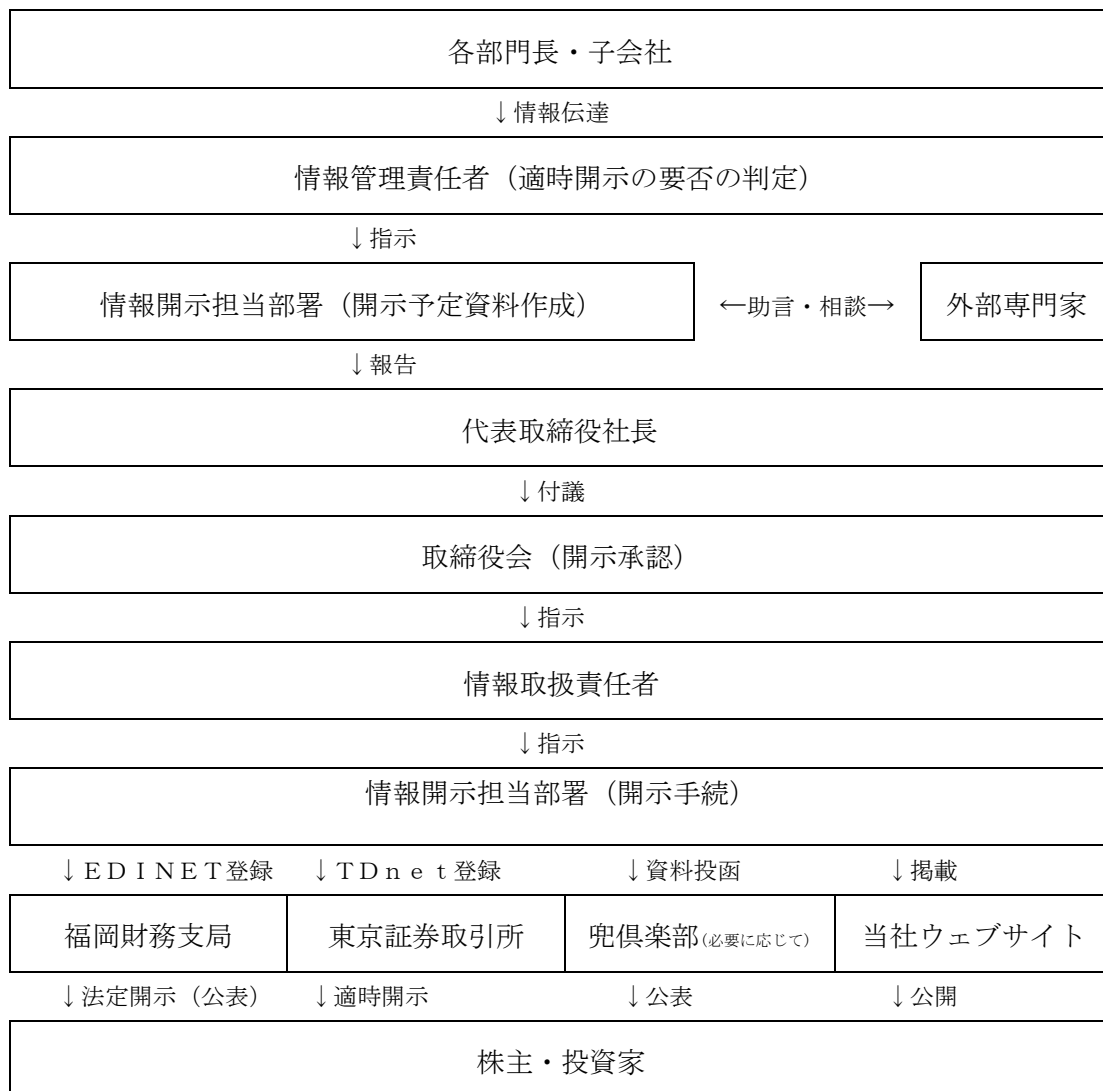 各部門長・子会社
↓情報伝達
情報管理責任者（適時開示の要否の判定）
↓指示
情報開示担当部署（開示予定資料作成） ←助言・相談→ 外部専門家
↓報告
代表取締役社長
↓付議
取締役会（開示承認）
↓指示
情報取扱責任者
↓指示
情報開示担当部署（開示手続）
↓ＥＤＩＮＥＴ登録 ↓ＴＤｎｅｔ登録 ↓資料投函 ↓掲載
福岡財務支局 東京証券取引所 兜倶楽部(必要に応じて) 当社ウェブサイト
↓法定開示（公表） ↓適時開示 ↓公表 ↓公開
株主・投資家